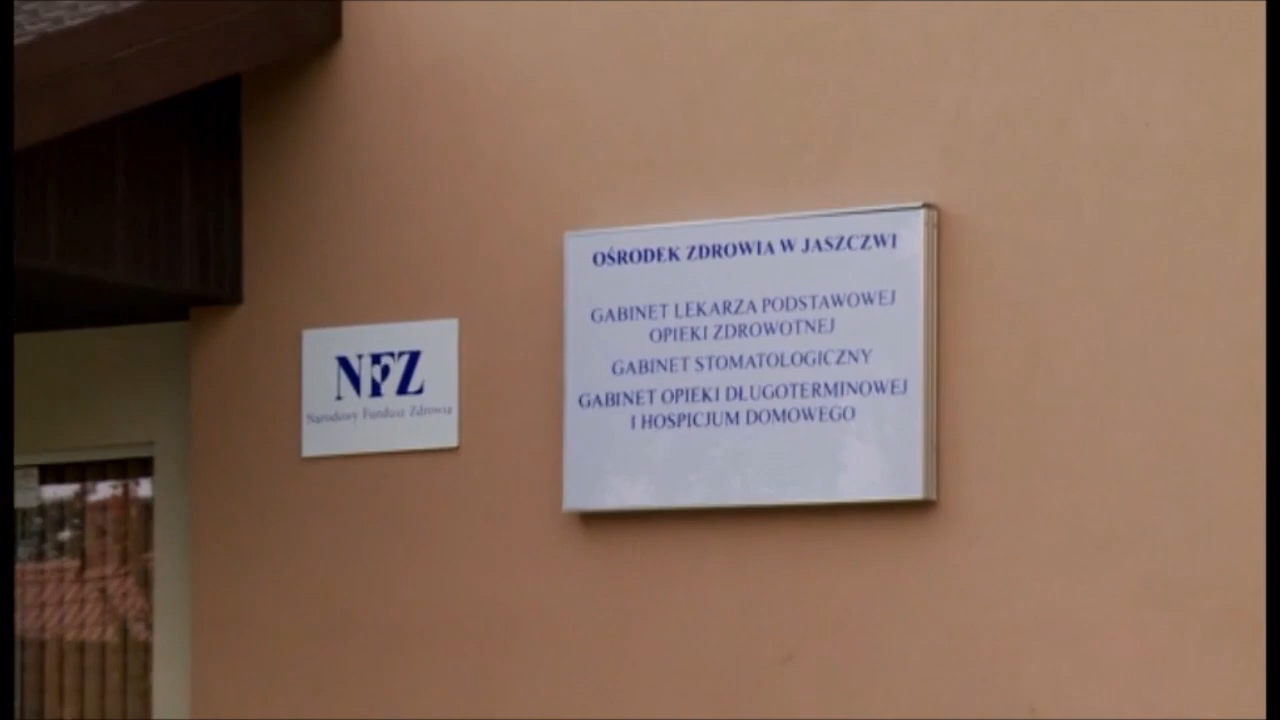 NFZ
Narodowy Fundusz Zdrowia
OŚRODEK ZDROWIA W JASZCZWI
GABINET LEKARZA PODSTAWOWEJ
OPIEKI ZDROWOTNEJ
GABINET STOMATOLOGICZNY
GABINET OPIEKI DŁUGOTERMINOWEJ
I HOSPICJUM DOMOWEGO